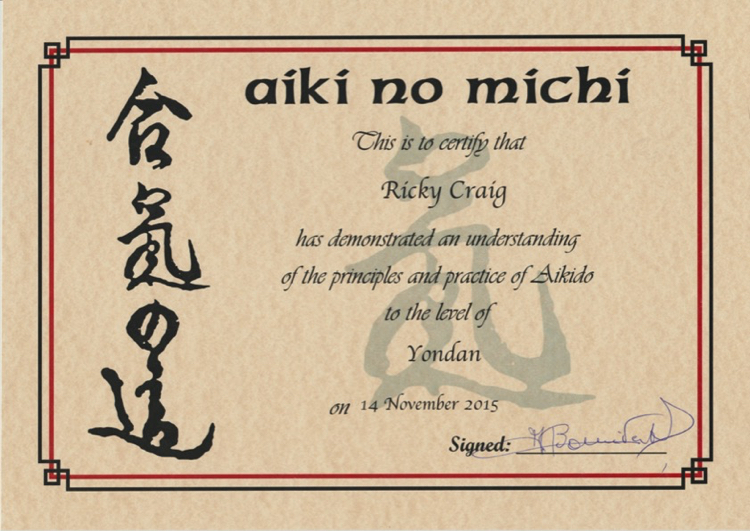 合氣の道
aiki no michi
This is to certify that
Ricky Craig
has demonstrated an understanding
of the principles and practice of Aikido
to the level of
Yondan
on 14 November 2015
Signed:
氣